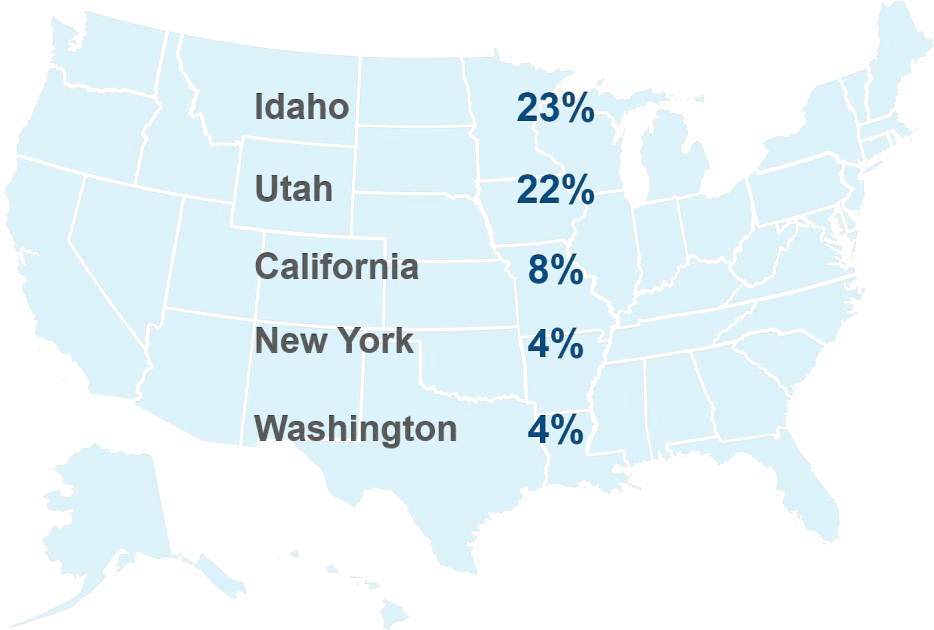 Idaho 23%
Utah 22%
California 8%
New York 4%
Washington 4%